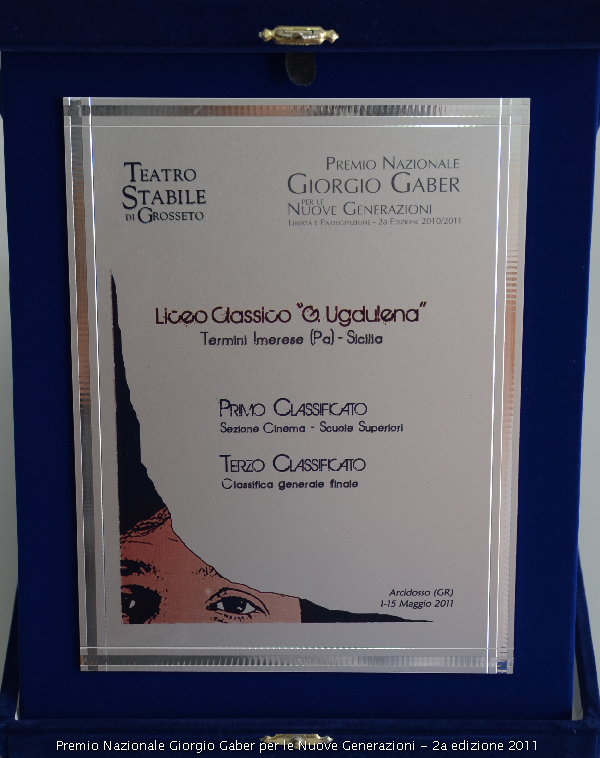 TEATRO
STABILE
DI GROSSETO
PREMIO NAZIONALE
GIORGIO GABER
PER LE
NUOVE GENERAZIONI
LIBERTÀ E PARTECIPAZIONE - 2A EDIZIONE 2010/2011
Liceo Classico "G. Ugdulena"
Termini Imerese (Pa) - Sicilia
PRIMO CLASSIFICATO
Sezione Cinema - Scuole Superiori
TERZO CLASSIFICATO
Classifica generale finale
Arcidosso (GR)
1-15 Maggio 2011
Premio Nazionale Giorgio Gaber per le Nuove Generazioni – 2a edizione 2011